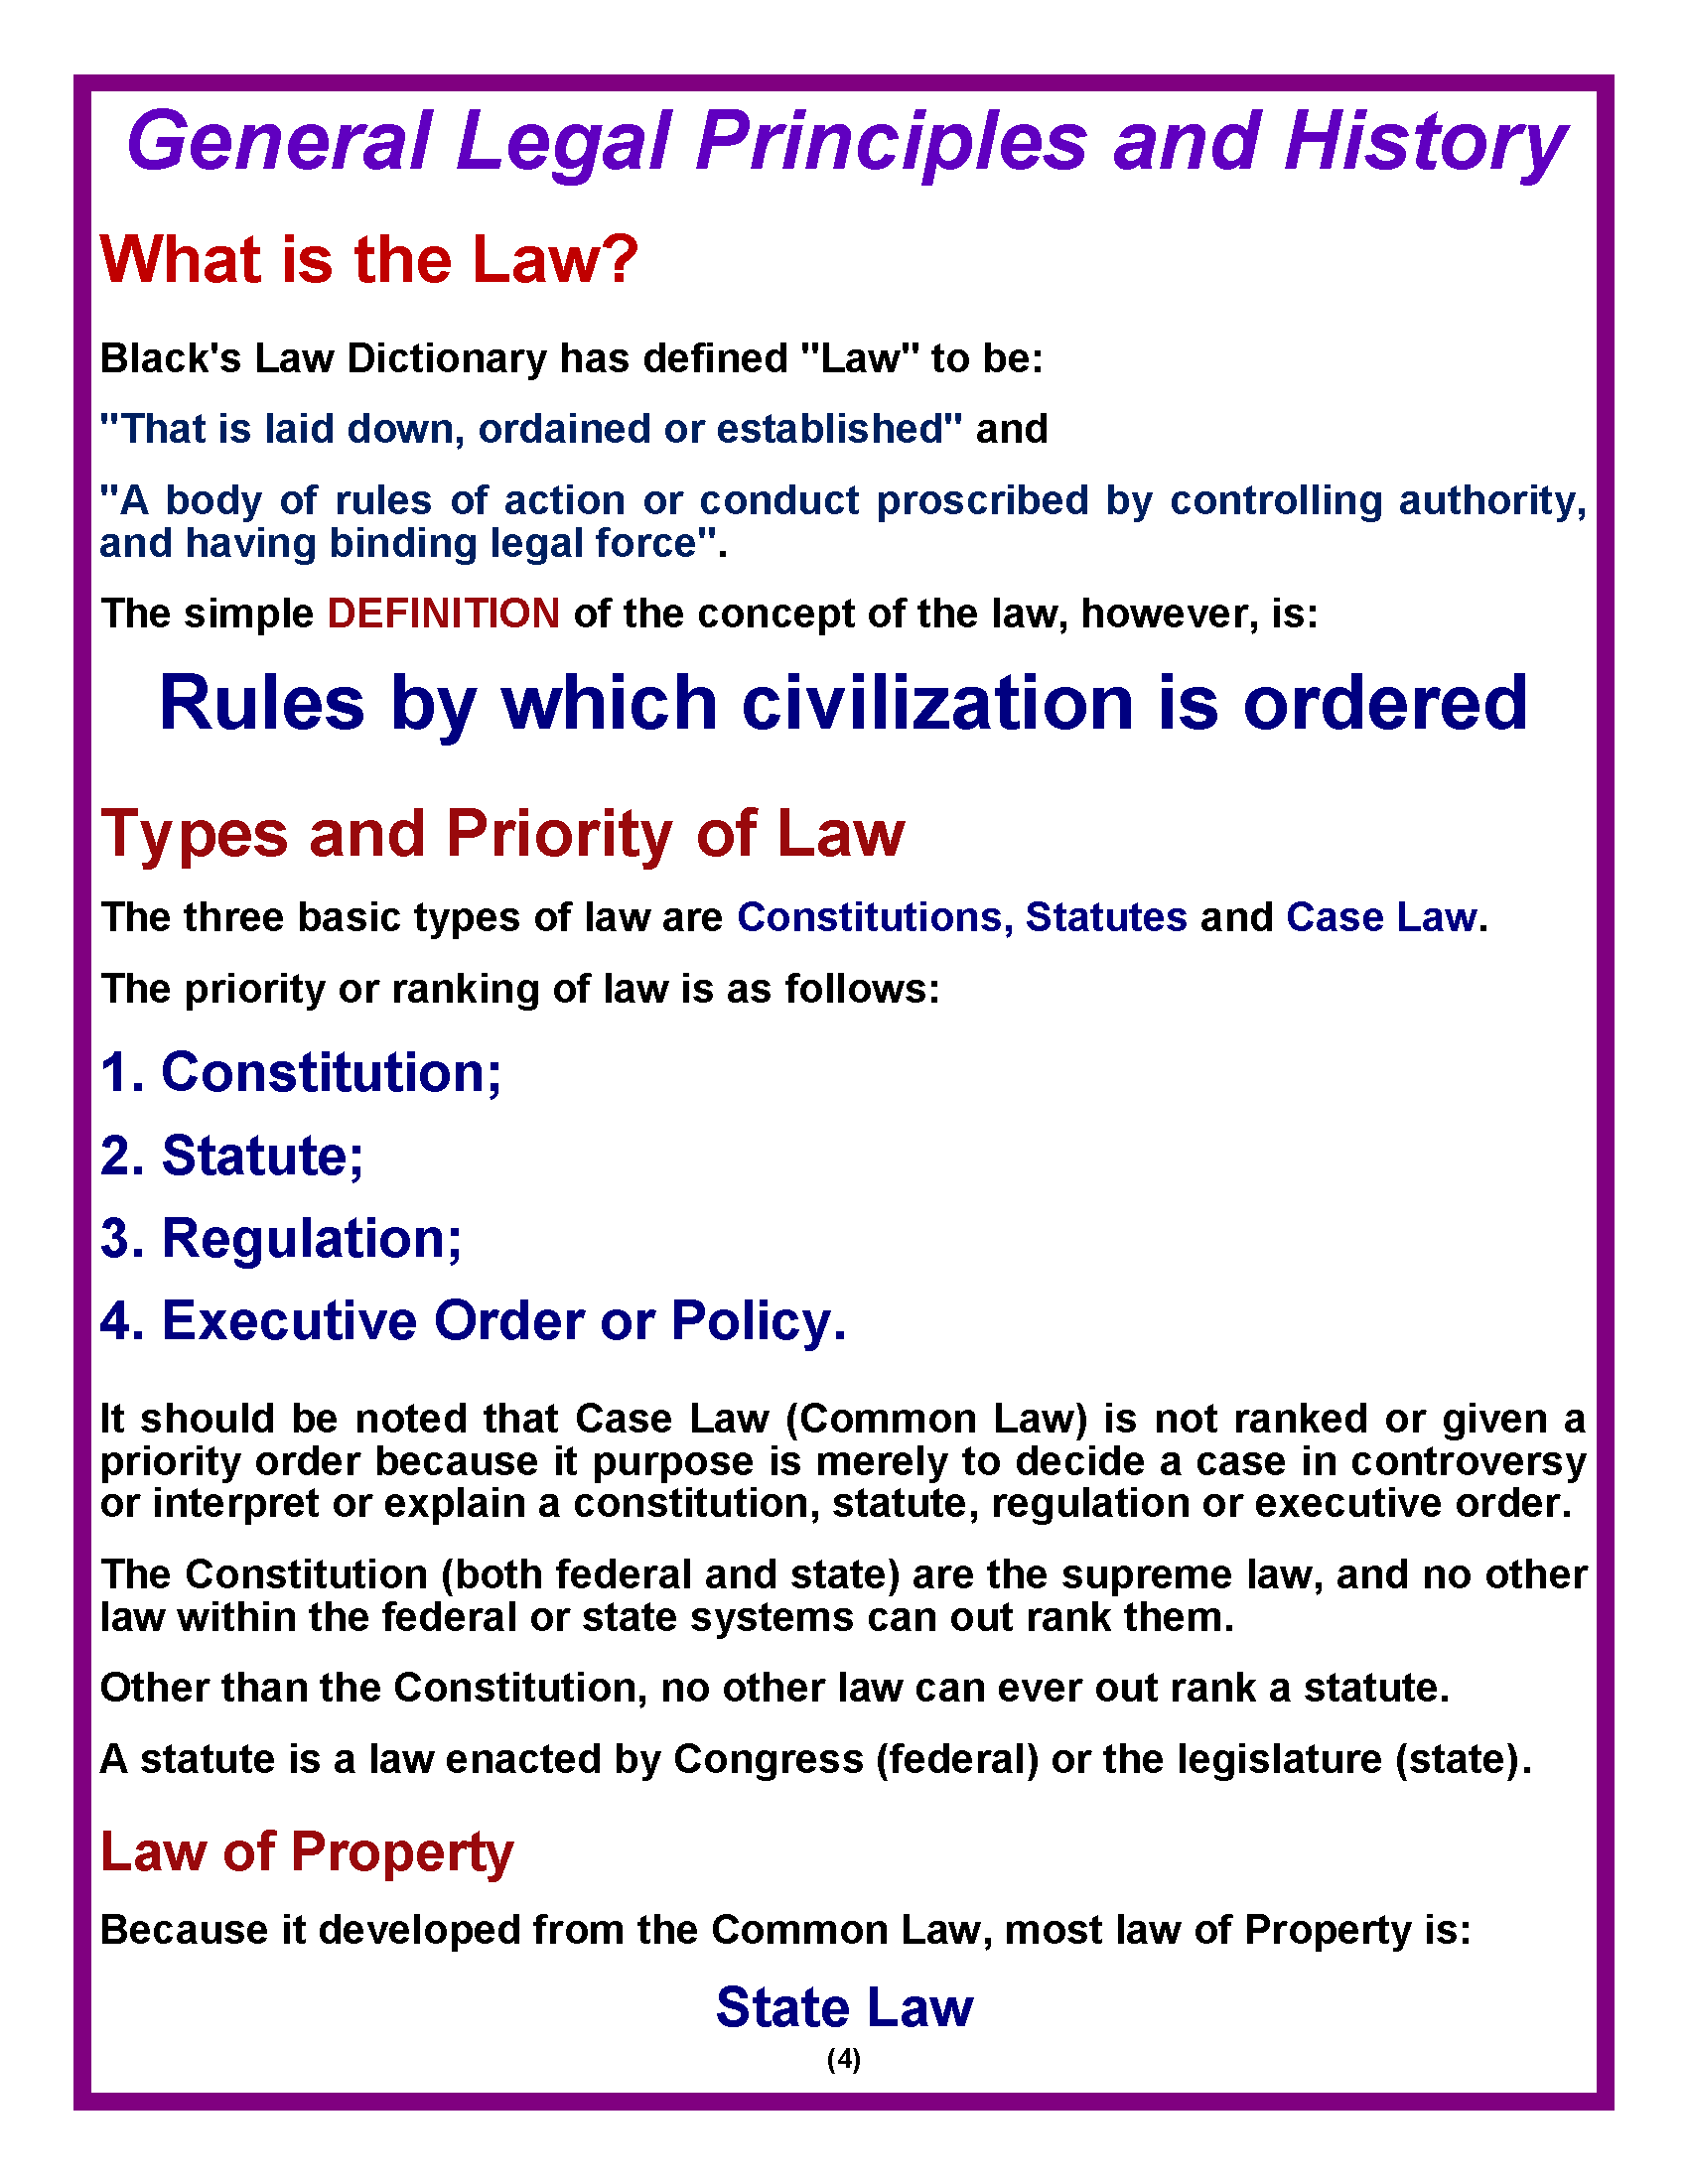 General Legal Principles and History
What is the Law?
Black's Law Dictionary has defined "Law" to be:
"That is laid down, ordained or established" and
"A body of rules of action or conduct proscribed by controlling authority,
and having binding legal force".
The simple DEFINITION of the concept of the law, however, is:
Rules by which civilization is ordered
Types and Priority of Law
The three basic types of law are Constitutions, Statutes and Case Law.
The priority or ranking of law is as follows:
1. Constitution;
2. Statute;
3. Regulation;
4. Executive Order or Policy.
It should be noted that Case Law (Common Law) is not ranked or given a
priority order because it purpose is merely to decide a case in controversy
or interpret or explain a constitution, statute, regulation or executive order.
The Constitution (both federal and state) are the supreme law, and no other
law within the federal or state systems can out rank them.
Other than the Constitution, no other law can ever out rank a statute.
A statute is a law enacted by Congress (federal) or the legislature (state).
Law of Property
Because it developed from the Common Law, most law of Property is:
State Law
(4)